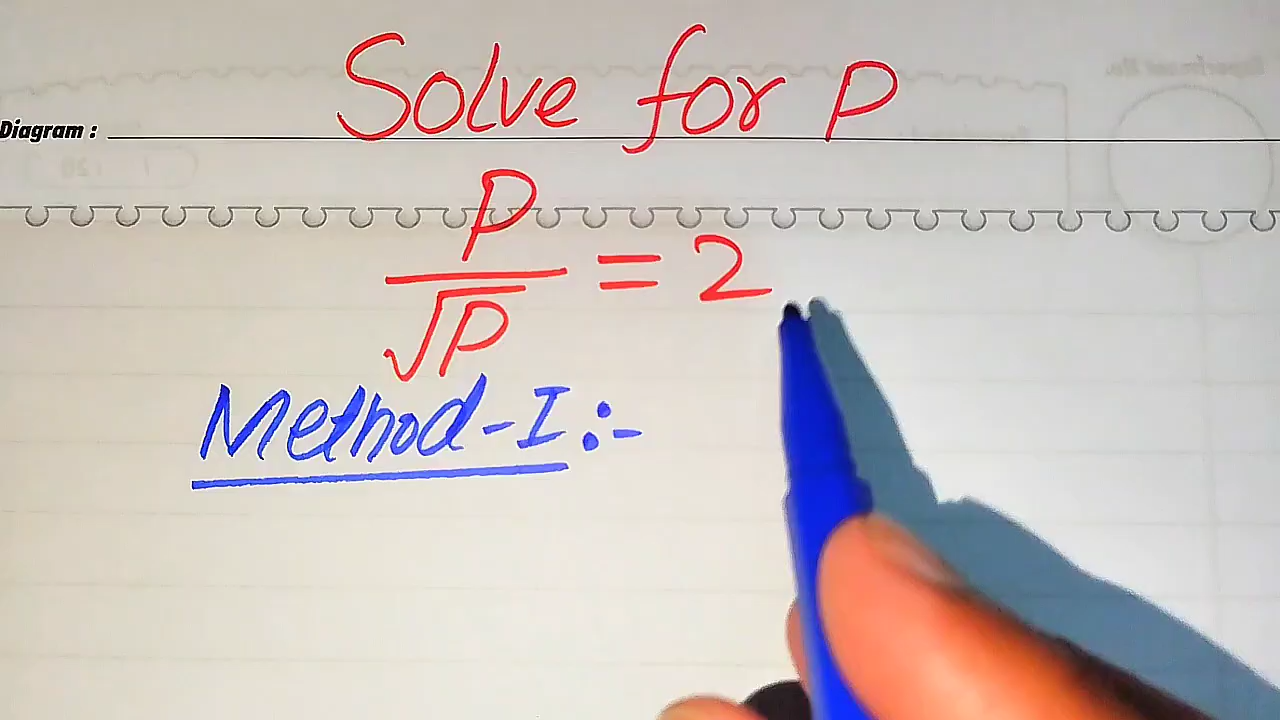 Solve for P
Diagram :
P
/
√P
= 2
Method-I:-